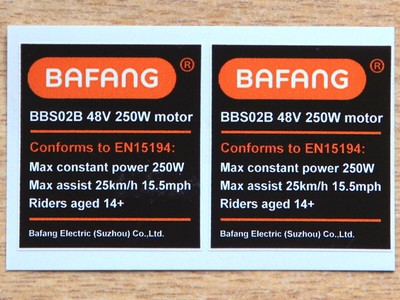 BAFANG ®
BBS02B 48V 250W motor
Conforms to EN15194:
Max constant power 250W
Max assist 25km/h 15.5mph
Riders aged 14+
Bafang Electric (Suzhou) Co.,Ltd.
BAFANG ®
BBS02B 48V 250W motor
Conforms to EN15194:
Max constant power 250W
Max assist 25km/h 15.5mph
Riders aged 14+
Bafang Electric (Suzhou) Co.,Ltd.